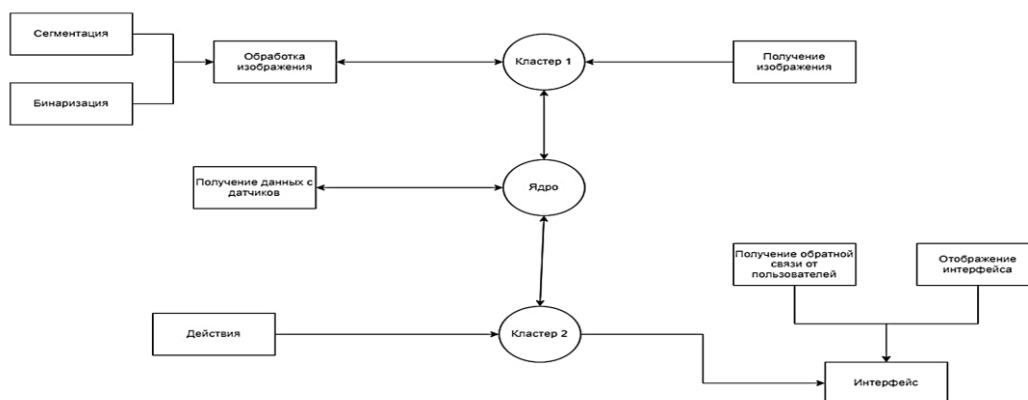 Сегментация
Обработка
изображения
Кластер 1
Получение
изображения
Бинаризация
Получение данных с
датчиков
Ядро
Получение обратной
связи от
пользователей
Отображение
интерфейса
Действия
Кластер 2
Интерфейс